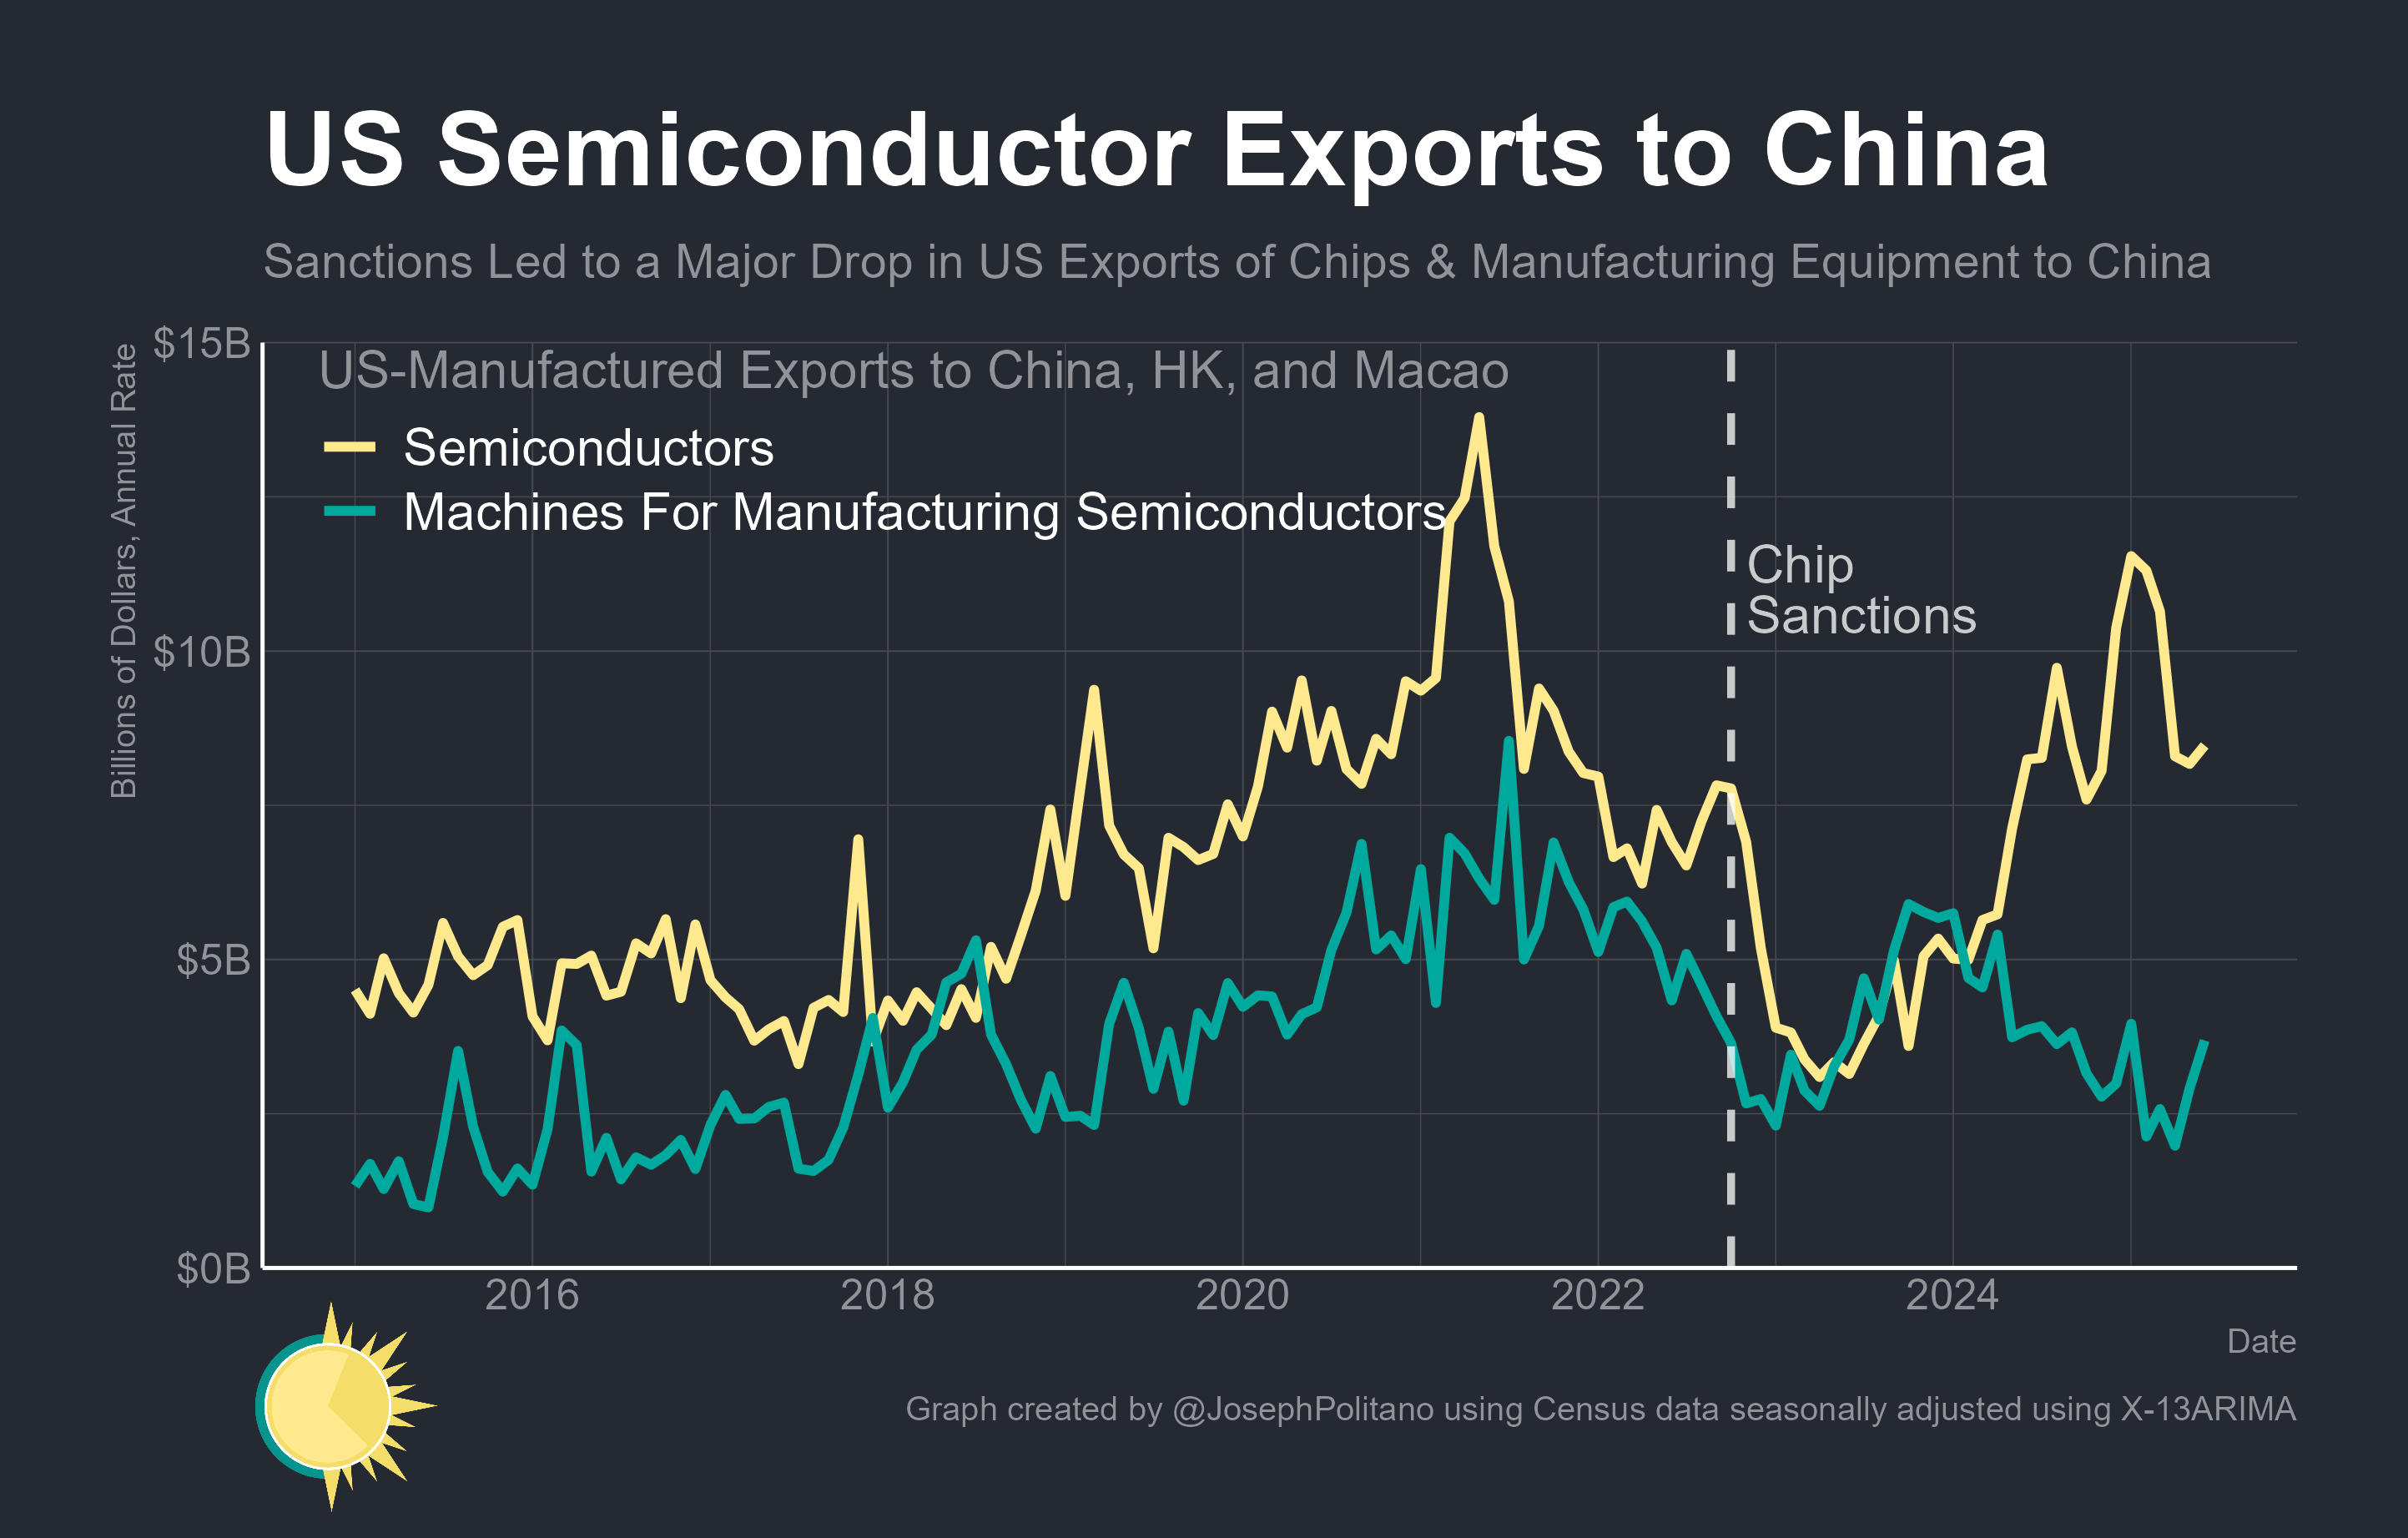 US Semiconductor Exports to China
Sanctions Led to a Major Drop in US Exports of Chips & Manufacturing Equipment to China
Billions of Dollars, Annual Rate
$15B
$10B
$5B
$0B
US-Manufactured Exports to China, HK, and Macao
Semiconductors
Machines For Manufacturing Semiconductors
Chip
Sanctions
2016
2018
2020
2022
2024
Date
Graph created by @JosephPolitano using Census data seasonally adjusted using X-13ARIMA